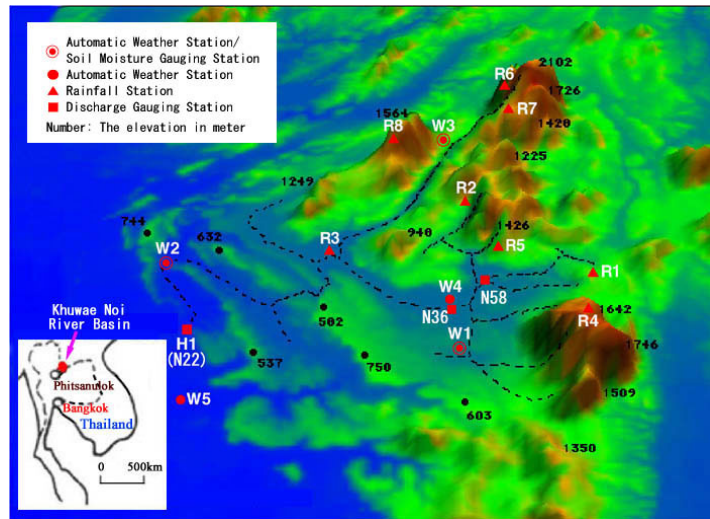 Automatic Weather Station/
Soil Moisture Gauging Station
Automatic Weather Station
Rainfall Station
Discharge Gauging Station
Number: The elevation in meter
2102
R6
1726
R7
1564
1420
R8
W3
1225
1249
R2
744
940
1426
632
R3
R5
W2
R1
N58
W4
502
N36
1642
R4
Khuwae Noi
River Basin
H1
(N22)
W1
537
750
1746
Phitsanulok
1509
Bangkok
W5
603
Thailand
1350
0 500km